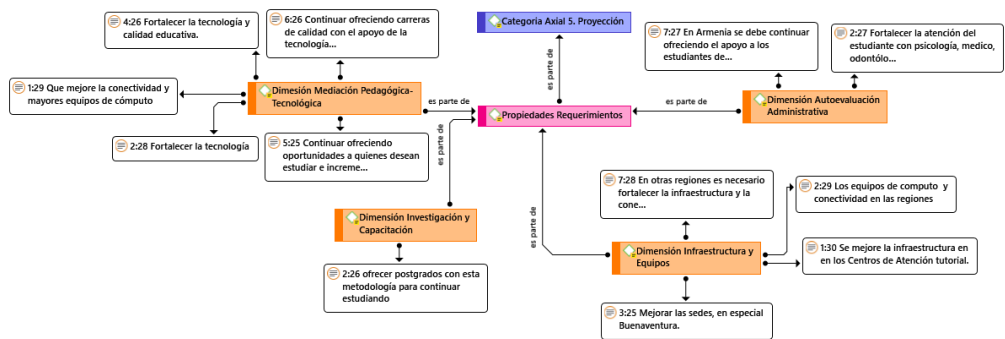 4:26 Fortalecer la tecnología y
calidad educativa.
6:26 Continuar ofreciendo carreras
de calidad con el apoyo de la
tecnología...
Categoría Axial 5. Proyección
7:27 En Armenia se debe continuar
ofreciendo el apoyo a los
estudiantes de...
2:27 Fortalecer la atención del
estudiante con psicología, medico,
odontólo...
1:29 Que mejore la conectividad y
mayores equipos de cómputo
Dimesión Mediación Pedagógica-
Tecnológica
es parte de
Propiedades Requerimientos
es parte de
Dimensión Autoevaluación
Administrativa
es parte de
2:28 Fortalecer la tecnología
5:25 Continuar ofreciendo
oportunidades a quienes desean
estudiar e increme...
es parte de
7:28 En otras regiones es necesario
fortalecer la infraestructura y la
cone...
2:29 Los equipos de computo y
conectividad en las regiones
es parte de
Dimensión Investigación y
Capacitación
Dimensión Infraestructura y
Equipos
1:30 Se mejore la infraestructura en
en los Centros de Atención tutorial.
2:26 ofrecer postgrados con esta
metodología para continuar
estudiando
3:25 Mejorar las sedes, en especial
Buenaventura.